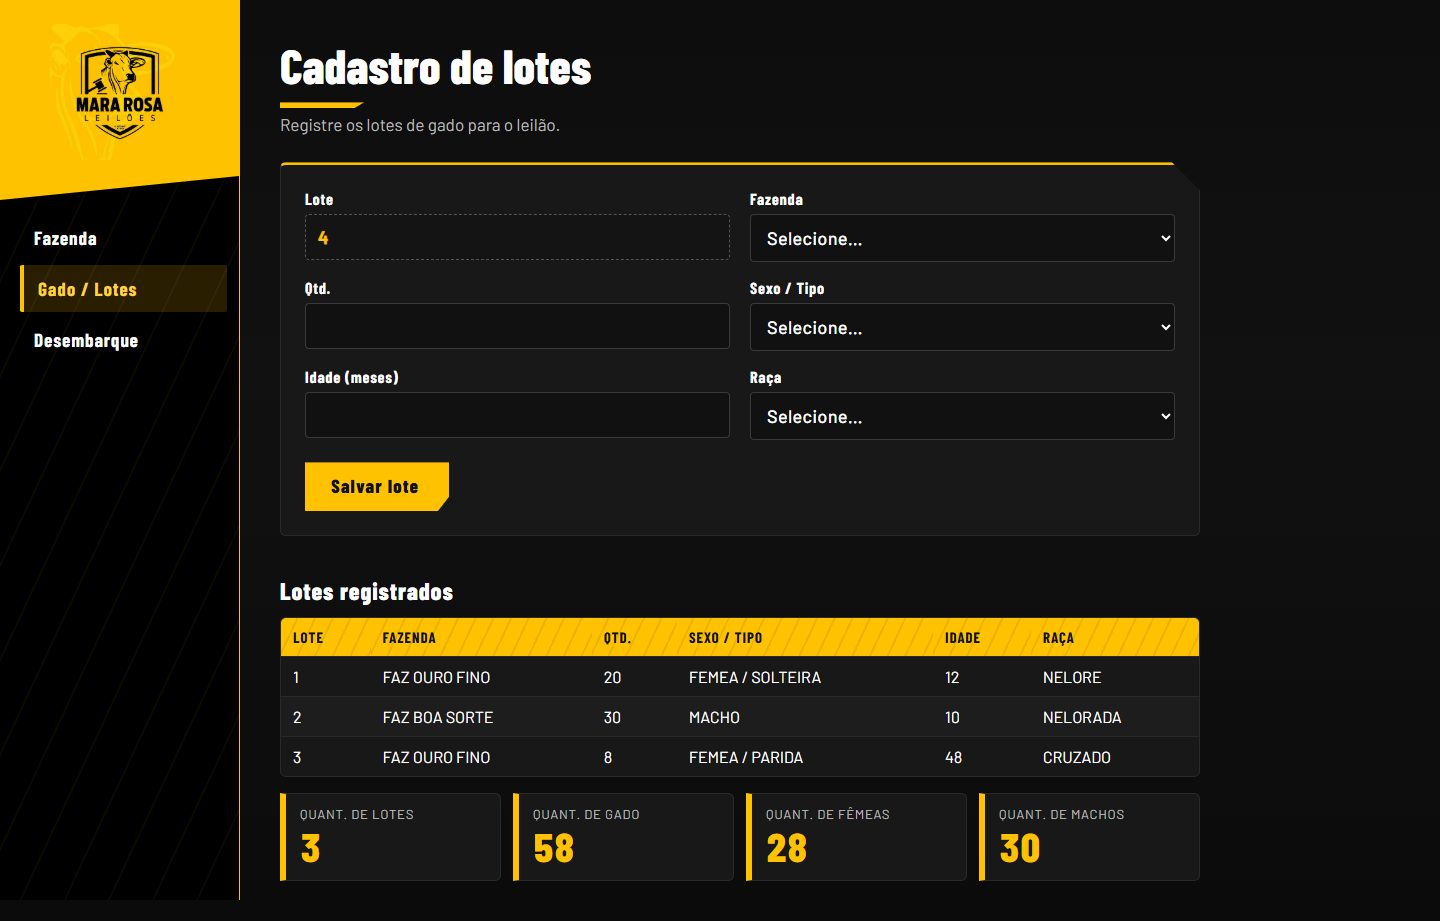 MARA ROSA
LEILÕES
Fazenda
Gado / Lotes
Desembarque
Cadastro de lotes
Registre os lotes de gado para o leilão.
Lote
Fazenda
4
Selecione...
Qtd.
Sexo / Tipo
Selecione...
Idade (meses)
Raça
Selecione...
Salvar lote
Lotes registrados
LOTE FAZENDA QTD. SEXO / TIPO IDADE RAÇA
1 FAZ OURO FINO 20 FEMEA / SOLTEIRA 12 NELORE
2 FAZ BOA SORTE 30 MACHO 10 NELORADA
3 FAZ OURO FINO 8 FEMEA / PARIDA 48 CRUZADO
QUANT. DE LOTES
3
QUANT. DE GADO
58
QUANT. DE FÊMEAS
28
QUANT. DE MACHOS
30